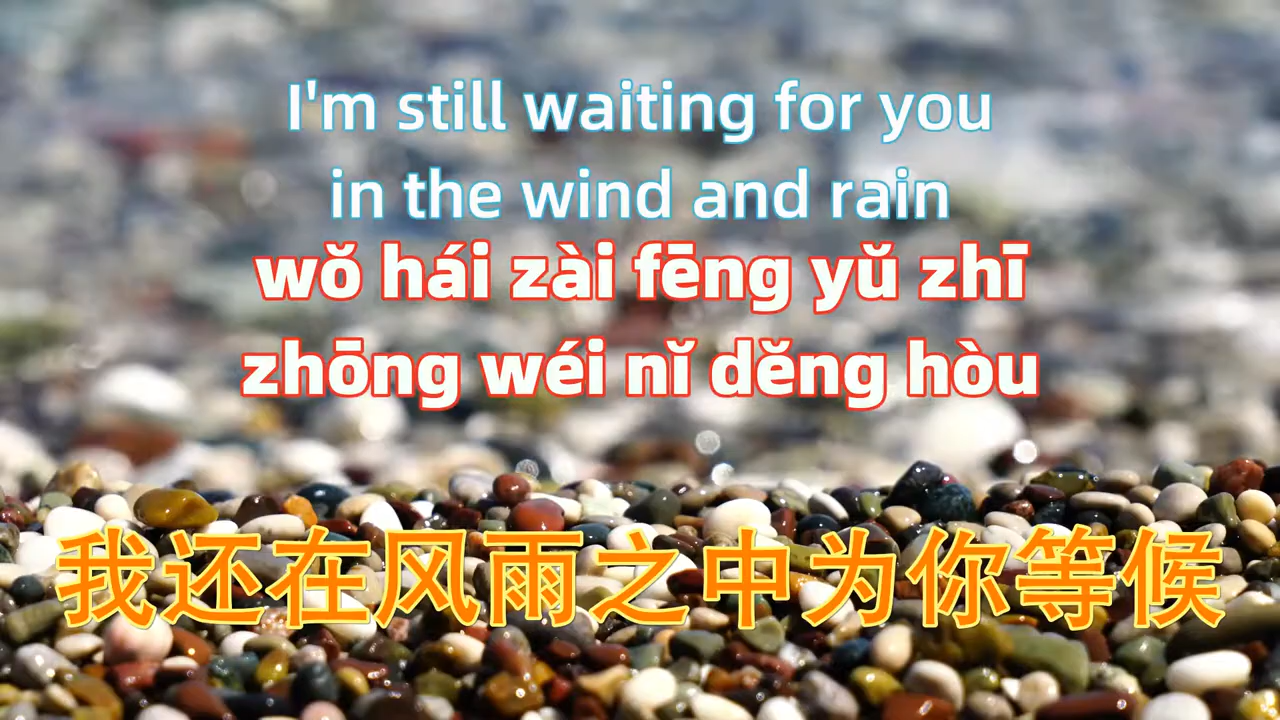 I'm still waiting for you
in the wind and rain
wǒ hái zài fēng yǔ zhī
zhōng wéi nǐ děng hòu
我还在风雨之中为你等候